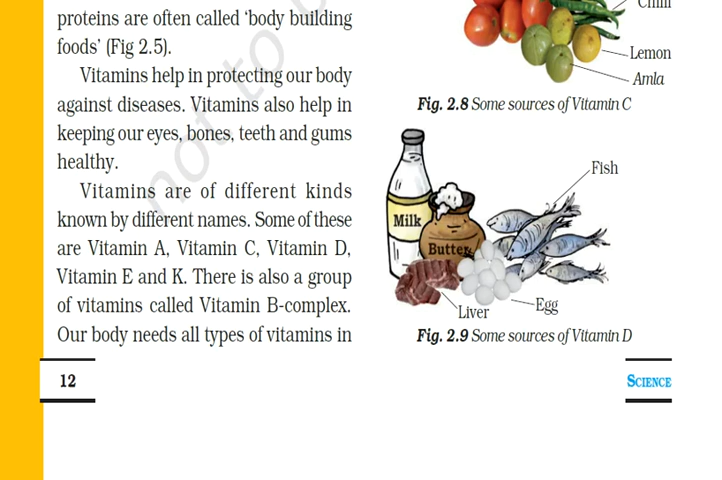 proteins are often called ‘body building
foods’ (Fig 2.5).
Vitamins help in protecting our body
against diseases. Vitamins also help in
keeping our eyes, bones, teeth and gums
healthy.
Vitamins are of different kinds
known by different names. Some of these
are Vitamin A, Vitamin C, Vitamin D,
Vitamin E and K. There is also a group
of vitamins called Vitamin B-complex.
Our body needs all types of vitamins in
Lemon
Amla
Fig. 2.8 Some sources of Vitamin C
Fish
Milk
Butter
Egg
Liver
Fig. 2.9 Some sources of Vitamin D
12
SCIENCE
not to